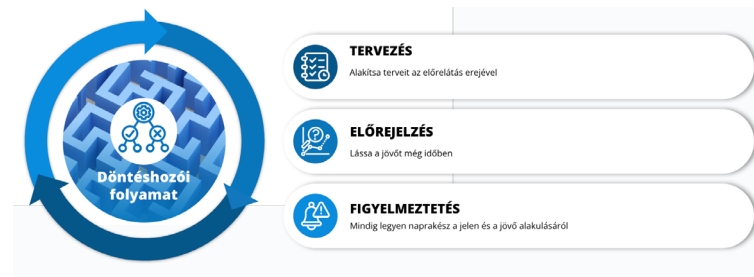 Döntéshozói
folyamat
TERVEZÉS
Alakítsa terveit az előrelátás erejével
ELŐREJELZÉS
Lássa a jövőt még időben
FIGYELMEZTETÉS
Mindig legyen naprakész a jelen és a jövő alakulásáról